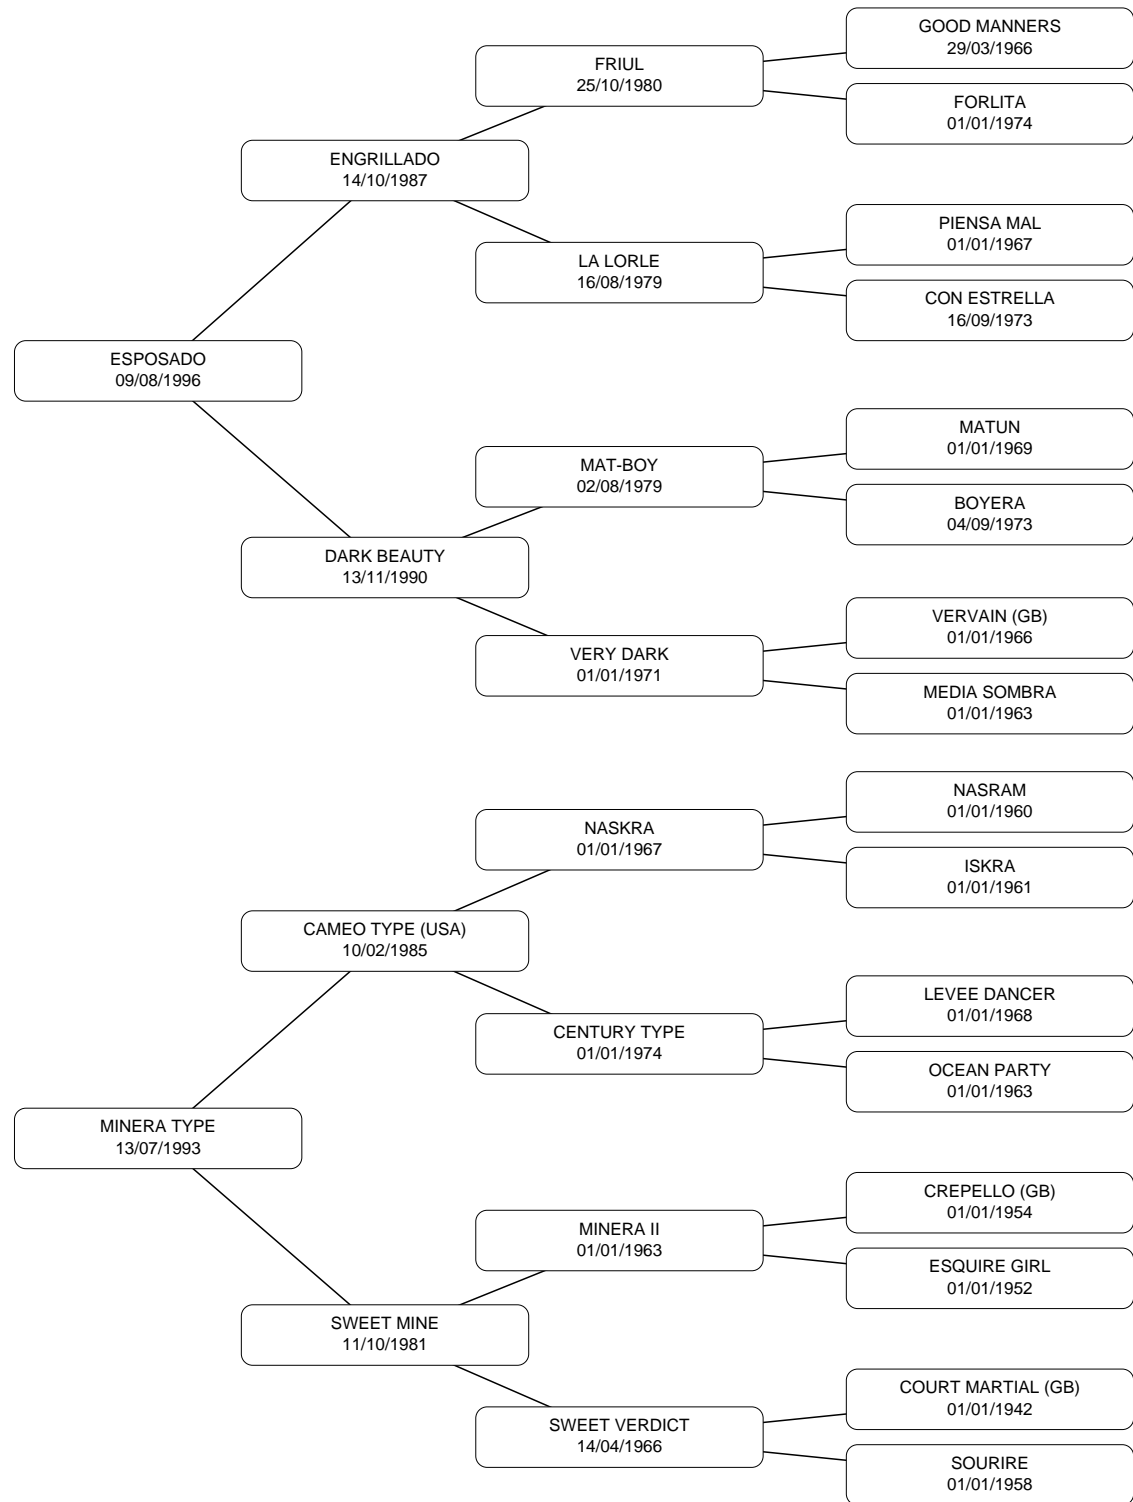 GOOD MANNERS
29/03/1966
FRIUL
25/10/1980
FORLITA
01/01/1974
ENGRILLADO
14/10/1987
PIENSA MAL
01/01/1967
LA LORLE
16/08/1979
CON ESTRELLA
16/09/1973
ESPOSADO
09/08/1996
MATUN
01/01/1969
MAT-BOY
02/08/1979
BOYERA
04/09/1973
DARK BEAUTY
13/11/1990
VERVAIN (GB)
01/01/1966
VERY DARK
01/01/1971
MEDIA SOMBRA
01/01/1963
NASRAM
01/01/1960
NASKRA
01/01/1967
ISKRA
01/01/1961
CAMEO TYPE (USA)
10/02/1985
LEVEE DANCER
01/01/1968
CENTURY TYPE
01/01/1974
OCEAN PARTY
01/01/1963
MINERA TYPE
13/07/1993
CREPELLO (GB)
01/01/1954
MINERA II
01/01/1963
ESQUIRE GIRL
01/01/1952
SWEET MINE
11/10/1981
COURT MARTIAL (GB)
01/01/1942
SWEET VERDICT
14/04/1966
SOURIRE
01/01/1958